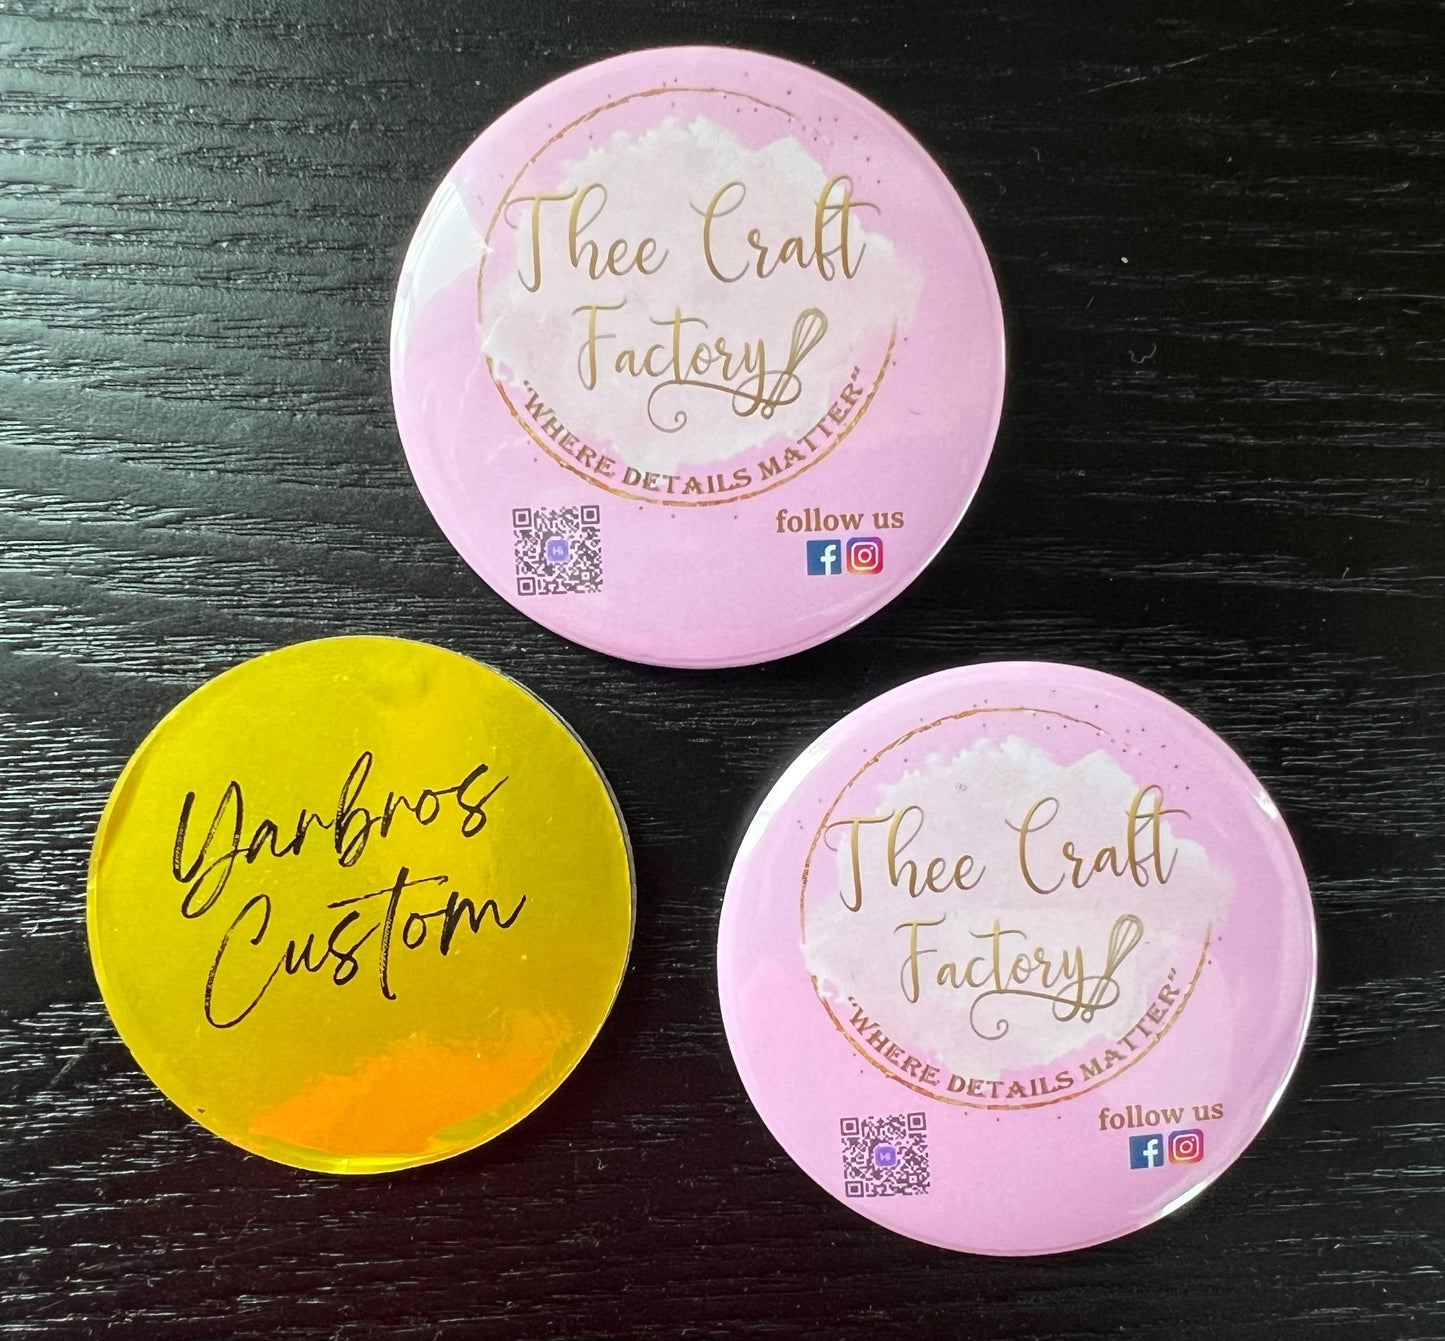 Thee Craft
Factory
"WHERE DETAILS MATTER"
follow us
Yarbros
Custom
Thee Craft
Factory
"WHERE DETAILS MATTER"
follow us